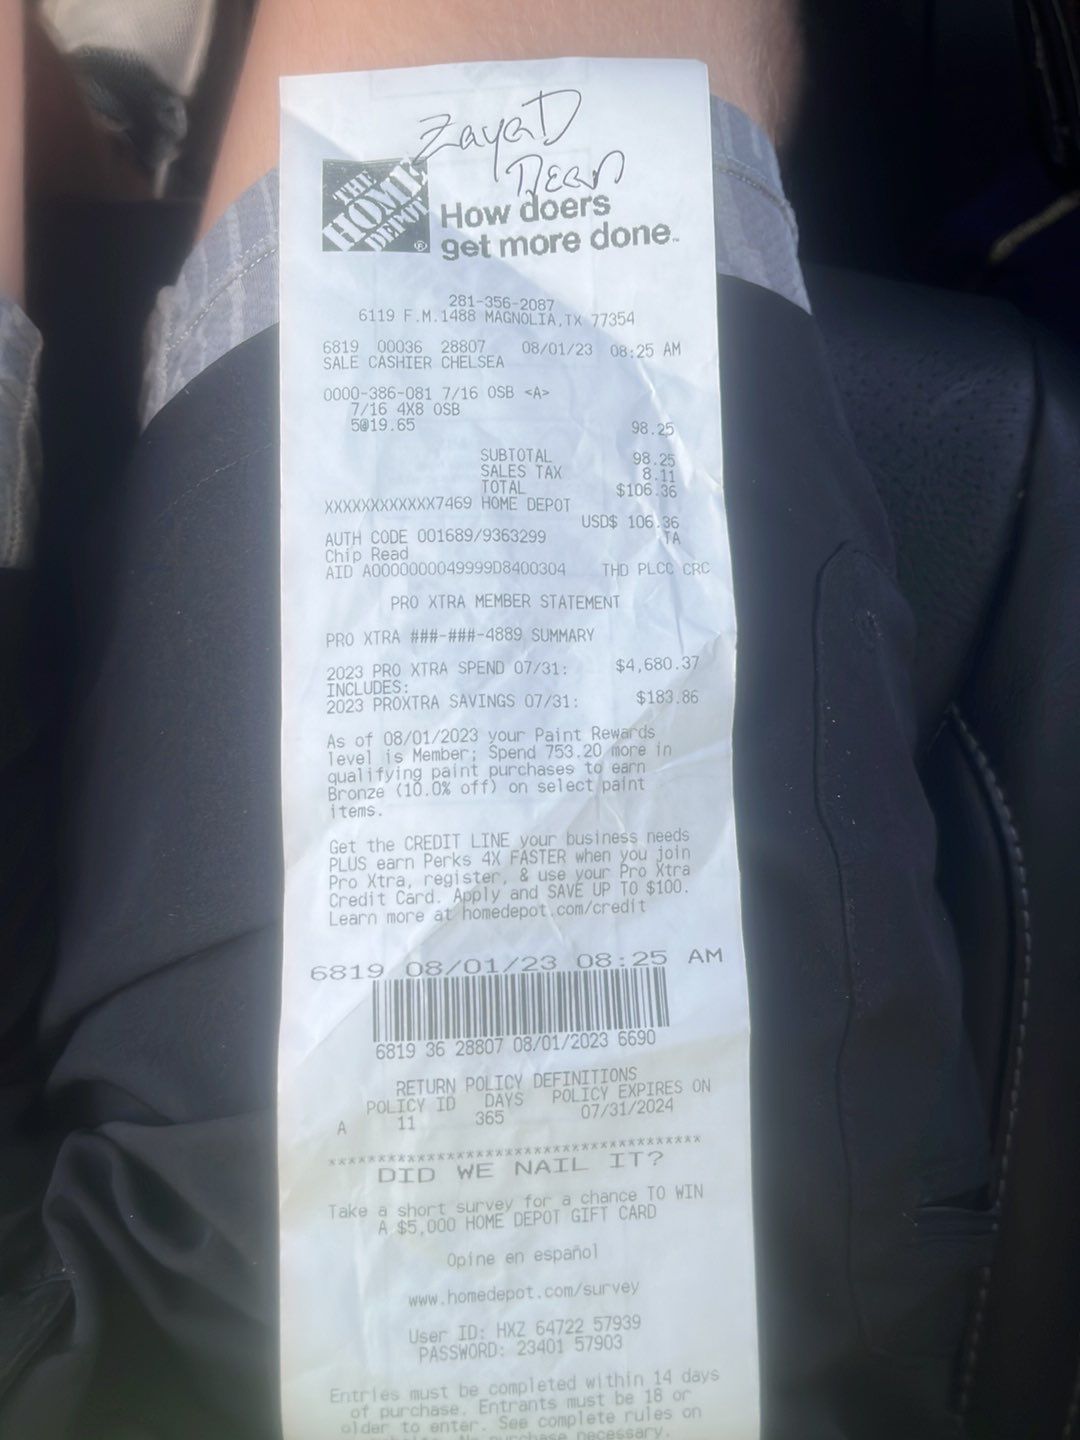 ZayaD
Dean
THE
HOME
DEPOT®
How doers
get more done™
281-356-2087
6119 F.M.1488 MAGNOLIA,TX 77354
6819 00036 28807 08/01/23 08:25 AM
SALE CASHIER CHELSEA
0000-386-081 7/16 OSB <A>
7/16 4X8 OSB
5@19.65 98.25
SUBTOTAL 98.25
SALES TAX 8.11
TOTAL $106.36
XXXXXXXXXXXX7469 HOME DEPOT
USD$ 106.36
AUTH CODE 001689/9363299 TA
Chip Read
AID A0000000049999D8400304 THD PLCC CRC
PRO XTRA MEMBER STATEMENT
PRO XTRA ###-###-4889 SUMMARY
2023 PRO XTRA SPEND 07/31: $4,680.37
INCLUDES:
2023 PROXTRA SAVINGS 07/31: $183.86
As of 08/01/2023 your Paint Rewards
level is Member; Spend 753.20 more in
qualifying paint purchases to earn
Bronze (10.0% off) on select paint
items.
Get the CREDIT LINE your business needs
PLUS earn Perks 4X FASTER when you join
Pro Xtra, register, & use your Pro Xtra
Credit Card. Apply and SAVE UP TO $100.
Learn more at homedepot.com/credit
6819 08/01/23 08:25 AM
6819 36 28807 08/01/2023 6690
RETURN POLICY DEFINITIONS
POLICY ID DAYS POLICY EXPIRES ON
A 11 365 07/31/2024
*****************************************
DID WE NAIL IT?
Take a short survey for a chance TO WIN
A $5,000 HOME DEPOT GIFT CARD
Opine en español
www.homedepot.com/survey
User ID: HXZ 64722 57939
PASSWORD: 23401 57903
Entries must be completed within 14 days
of purchase. Entrants must be 18 or
older to enter. See complete rules on
No purchase necessary.